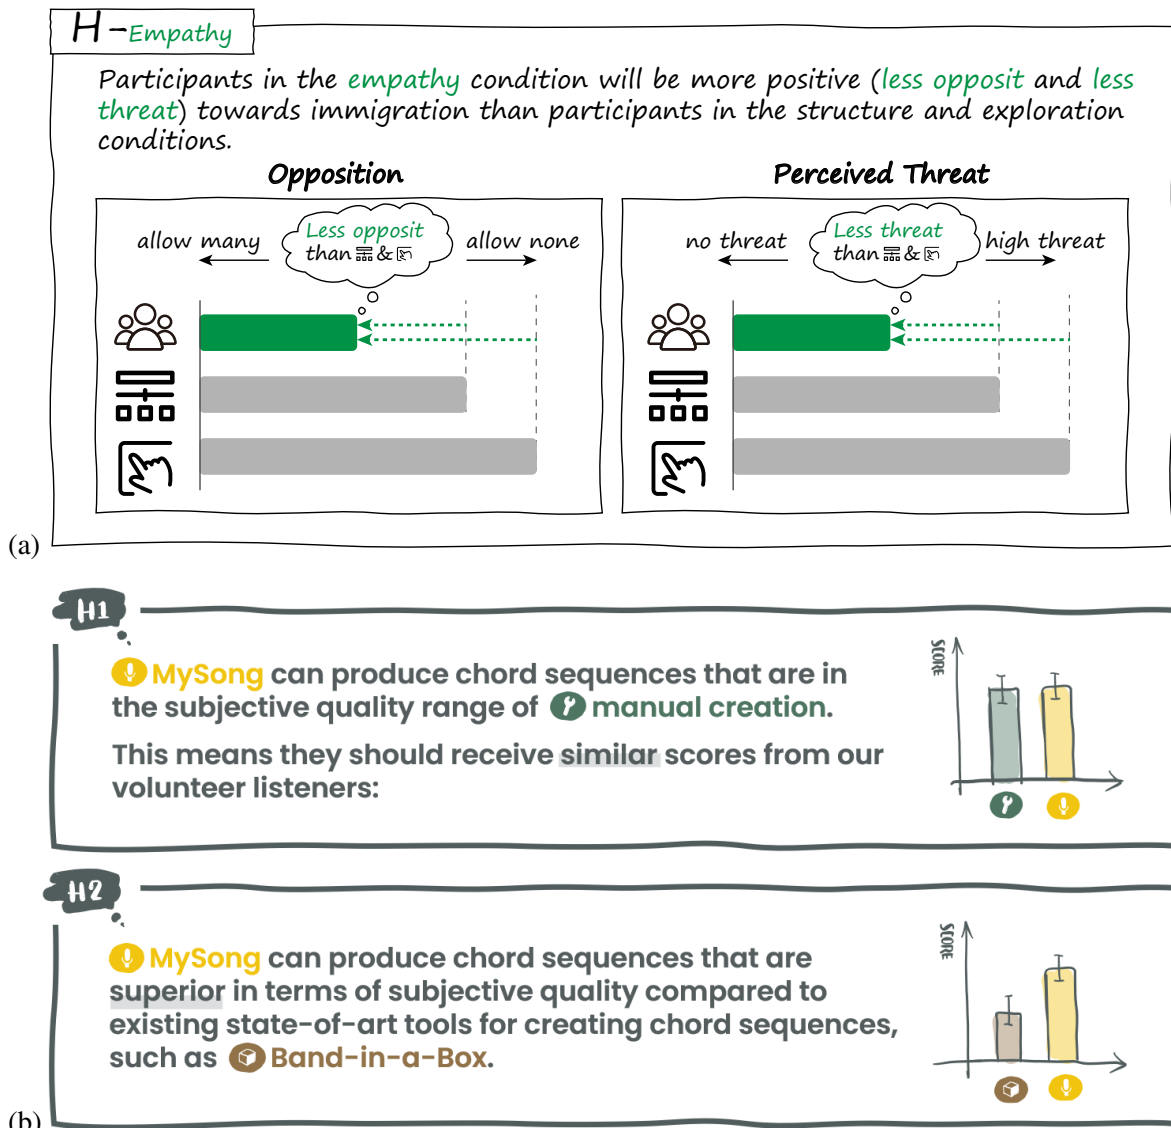 H-Empathy
Participants in the empathy condition will be more positive (less opposit and less
threat) towards immigration than participants in the structure and exploration
conditions.
Opposition
Perceived Threat
allow many
Less opposit
than & 
allow none
no threat
Less threat
than & 
high threat
(a)
H1
MySong can produce chord sequences that are in
the subjective quality range of manual creation.
This means they should receive similar scores from our
volunteer listeners:
SCORE
H2
MySong can produce chord sequences that are
superior in terms of subjective quality compared to
existing state-of-art tools for creating chord sequences,
such as Band-in-a-Box.
SCORE
(b)